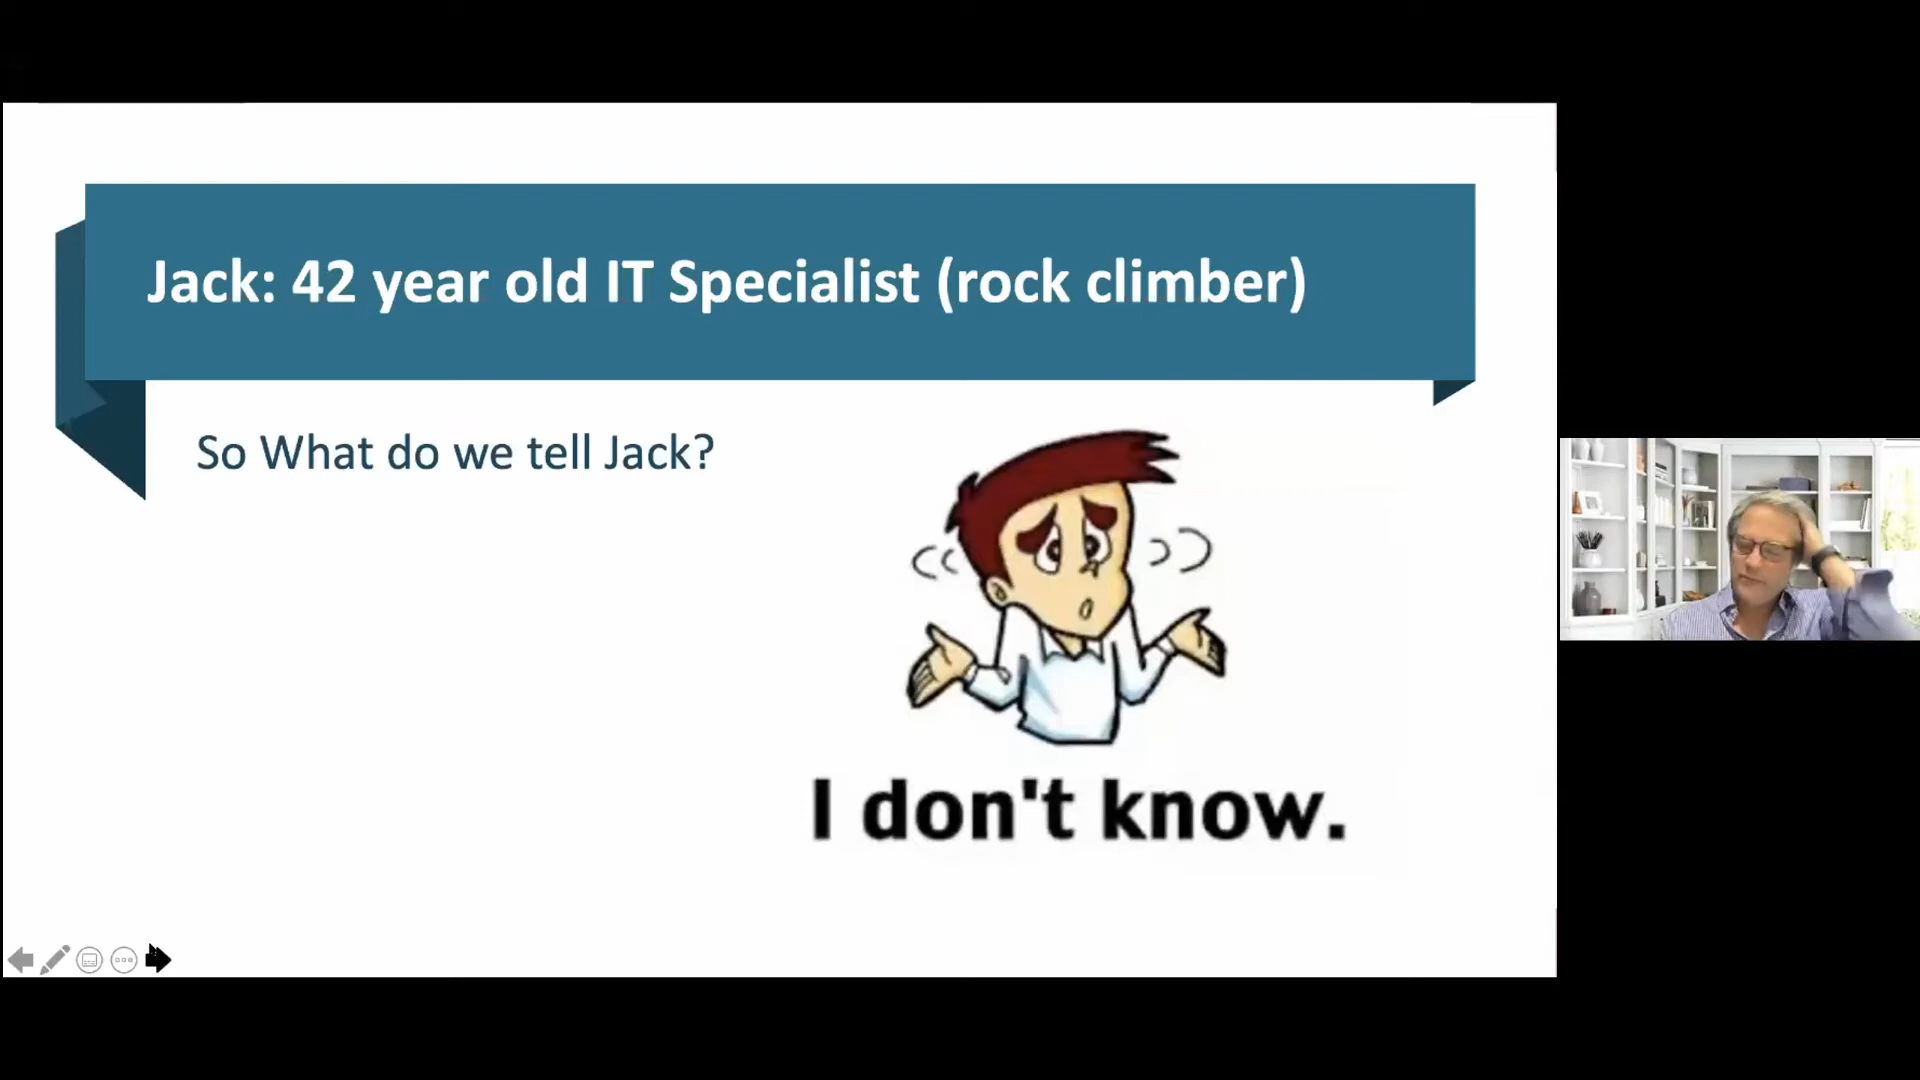 Jack: 42 year old IT Specialist (rock climber)
So What do we tell Jack?
I don't know.